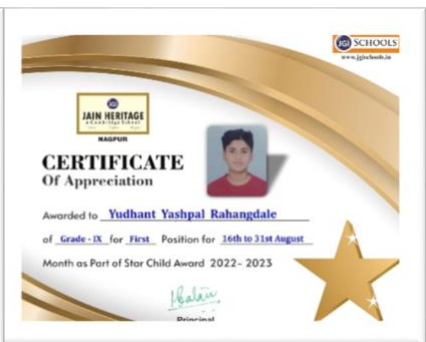 JGI SCHOOLS
www.jgischools.in
JGI
JAIN HERITAGE
a Cambridge School
NAGPUR
CERTIFICATE
Of Appreciation
Awarded to Yudhant Yashpal Rahangdale
of Grade - IX for First Position for 16th to 31st August
Month as Part of Star Child Award 2022- 2023
Principal